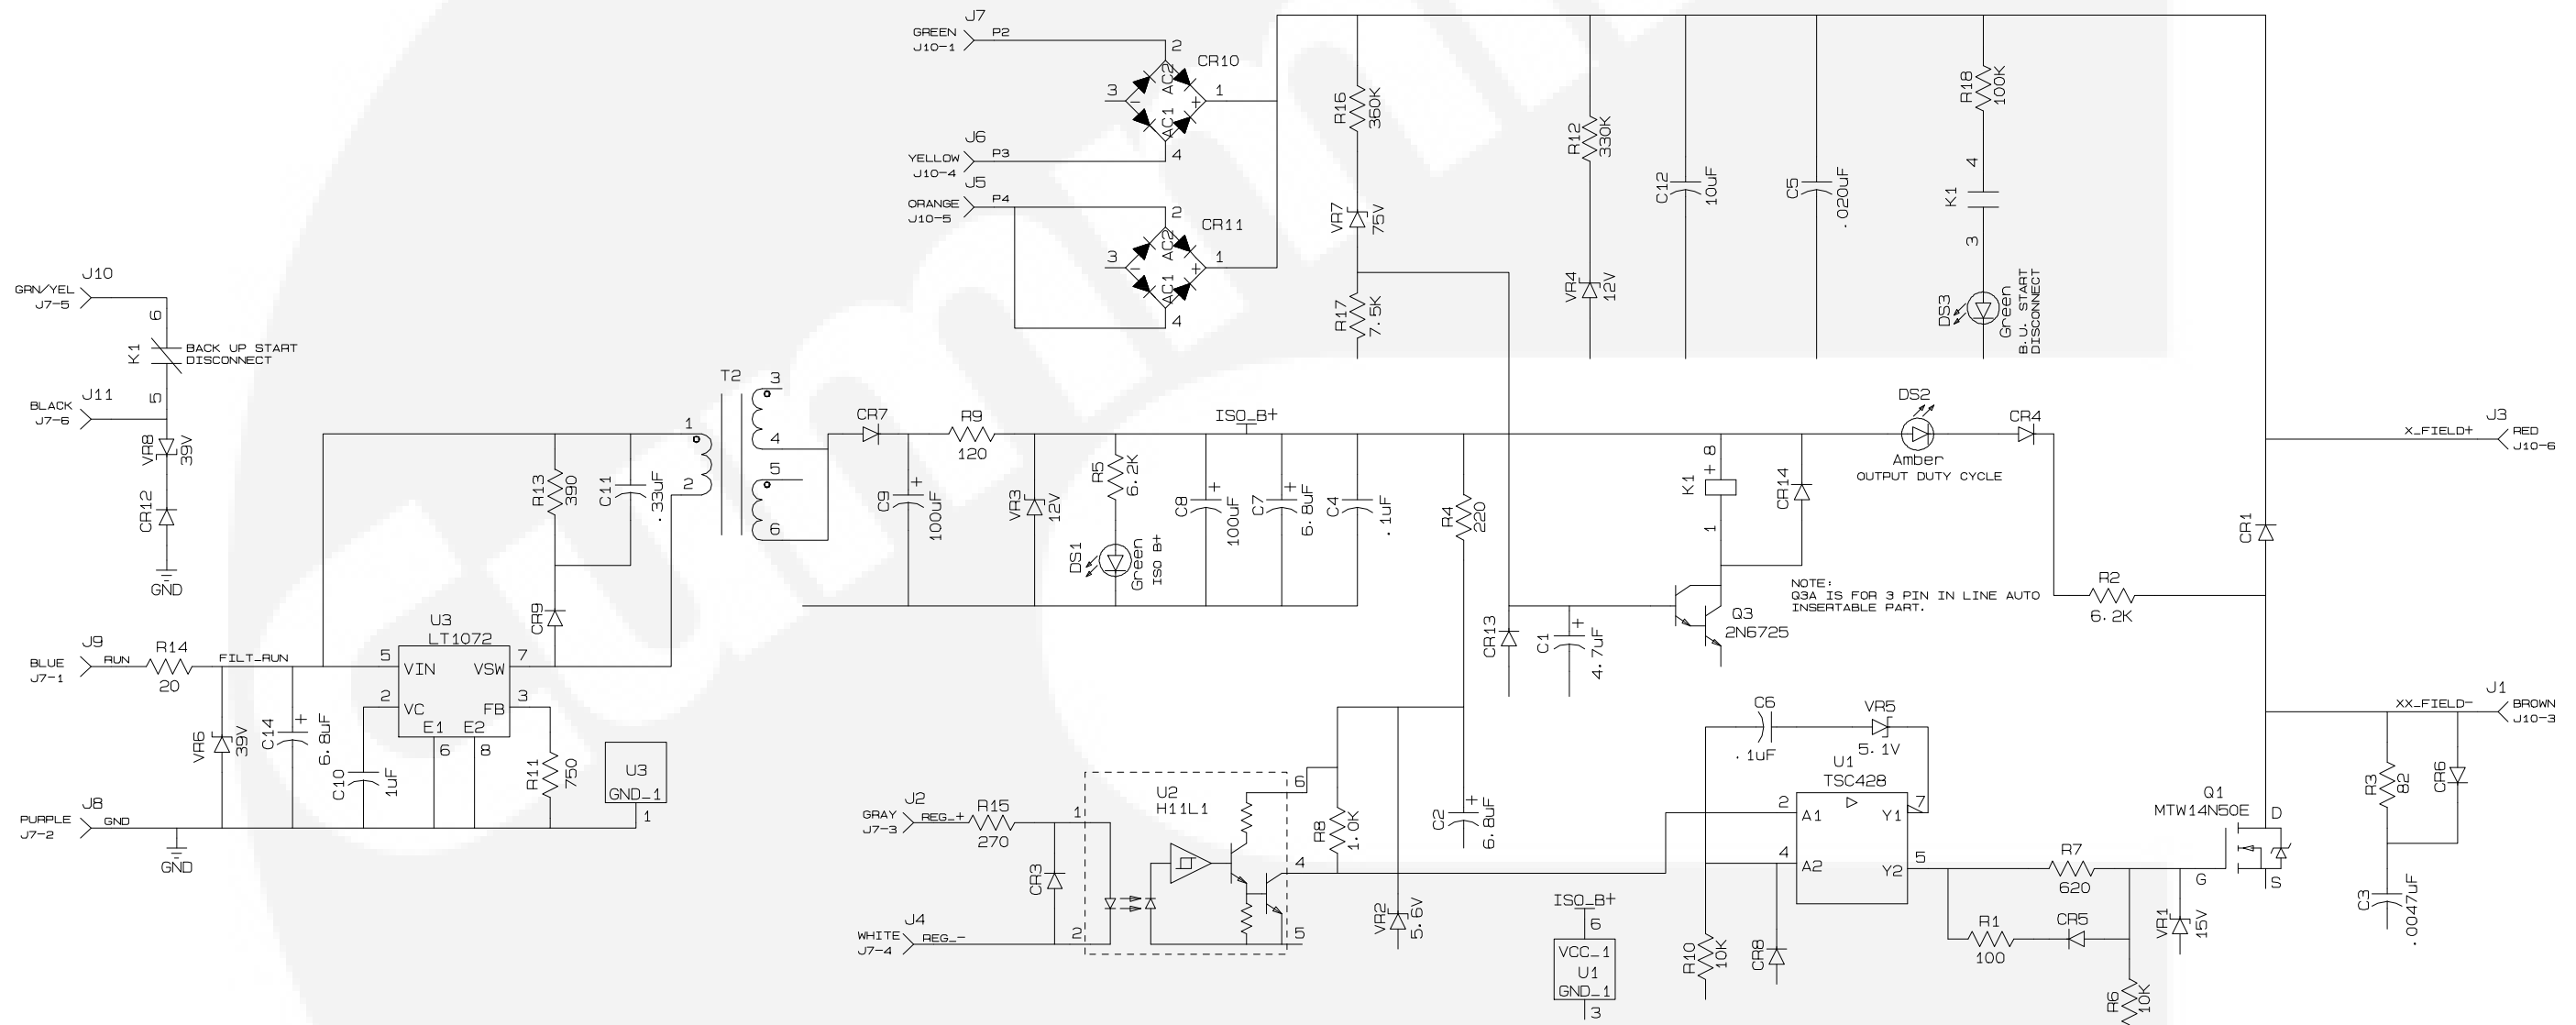 J7
GREEN P2
J10-1
2
CR10
AC2
3
1
- +
AC1
J6
YELLOW P3
J10-4
4
J5
ORANGE P4
J10-5
2
CR11
AC2
3
1
- +
AC1
4
R16
360K
VR7
75V
R17
7.5K
R12
330K
VR4
12V
C12
10uF
C5
.020uF
R18
100K
4
K1
3
DS3
Green
B.U. START
DISCONNECT
J10
GRN/YEL
J7-5
6
K1
BACK UP START
DISCONNECT
5
J11
BLACK
J7-6
VR8
39V
CR12
GND
J9
BLUE RUN
J7-1
R14
20
FILT_RUN
VR6
39V
C14
+
6.8uF
J8
PURPLE GND
J7-2
GND
U3
LT1072
5 VIN VSW 7
2 VC FB 3
E1 E2
6 8
C10
1uF
R11
750
U3
GND_1
1
R13
390
C11
.33uF
CR9
T2
1
2
3
4
5
6
CR7
R9
120
C9
+
100uF
VR3
12V
R5
6.2K
DS1
Green
ISO B+
ISO_B+
C8
+
100uF
C7
+
6.8uF
C4
.1uF
R4
220
K1
+ 8
1
CR14
DS2
Amber
OUTPUT DUTY CYCLE
CR4
CR13
C1
+
4.7uF
Q3
2N6725
NOTE:
Q3A IS FOR 3 PIN IN LINE AUTO
INSERTABLE PART.
R2
6.2K
CR1
X_FIELD+
J3
RED
J10-6
XX_FIELD-
J1
BROWN
J10-3
R3
82
CR6
C3
.0047uF
J2
GRAY REG_+
J7-3
R15
270
CR3
J4
WHITE REG_-
J7-4
1
2
U2
H11L1
6
4
5
R8
1.0K
VR2
5.6V
C2
+
6.8uF
C6
.1uF
VR5
5.1V
U1
TSC428
2 A1 Y1 7
4 A2 Y2 5
R10
10K
CR8
ISO_B+
6
VCC_1
U1
GND_1
3
R7
620
R1
100
CR5
R6
10K
VR1
15V
Q1
MTW14N50E
D
G
S
Cummin